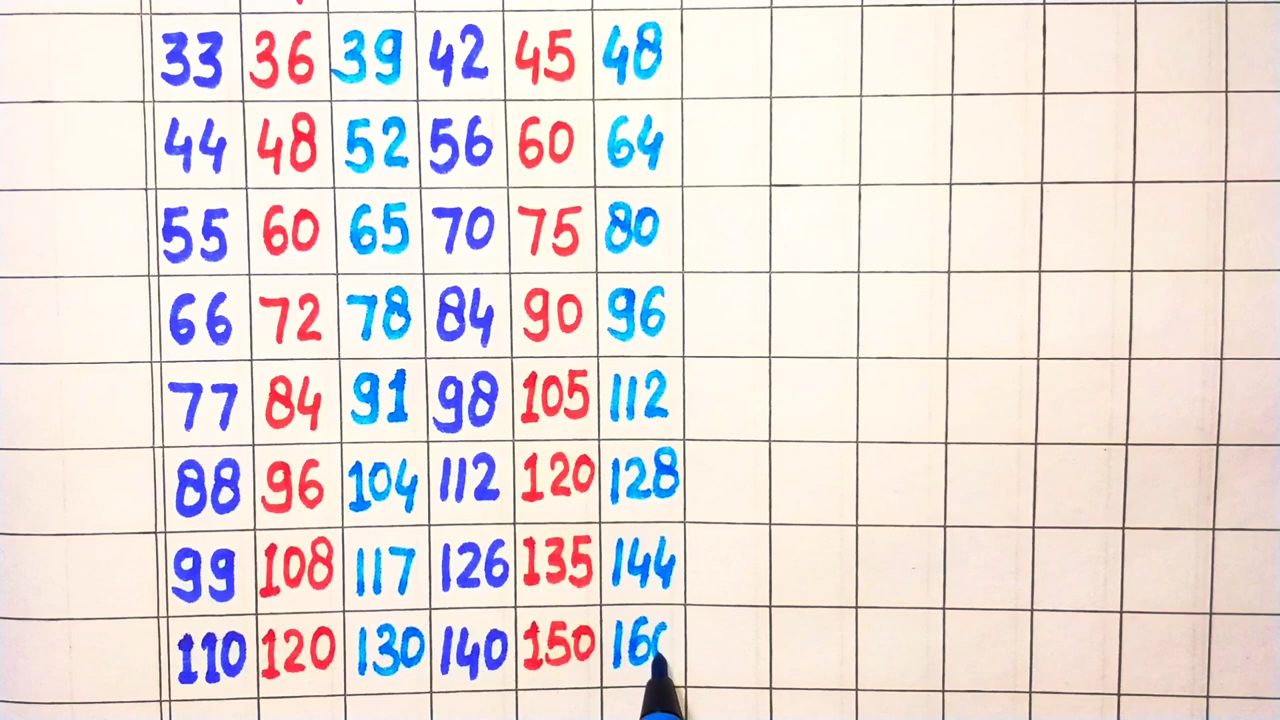 33 36 39 42 45 48
44 48 52 56 60 64
55 60 65 70 75 80
66 72 78 84 90 96
77 84 91 98 105 112
88 96 104 112 120 128
99 108 117 126 135 144
110 120 130 140 150 160